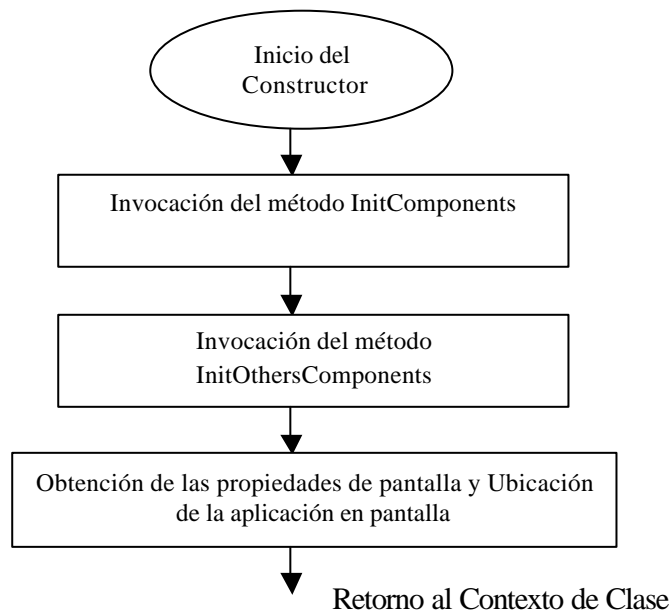 Inicio del
Constructor
Invocación del método InitComponents
Invocación del método
InitOthersComponents
Obtención de las propiedades de pantalla y Ubicación
de la aplicación en pantalla
Retorno al Contexto de Clase